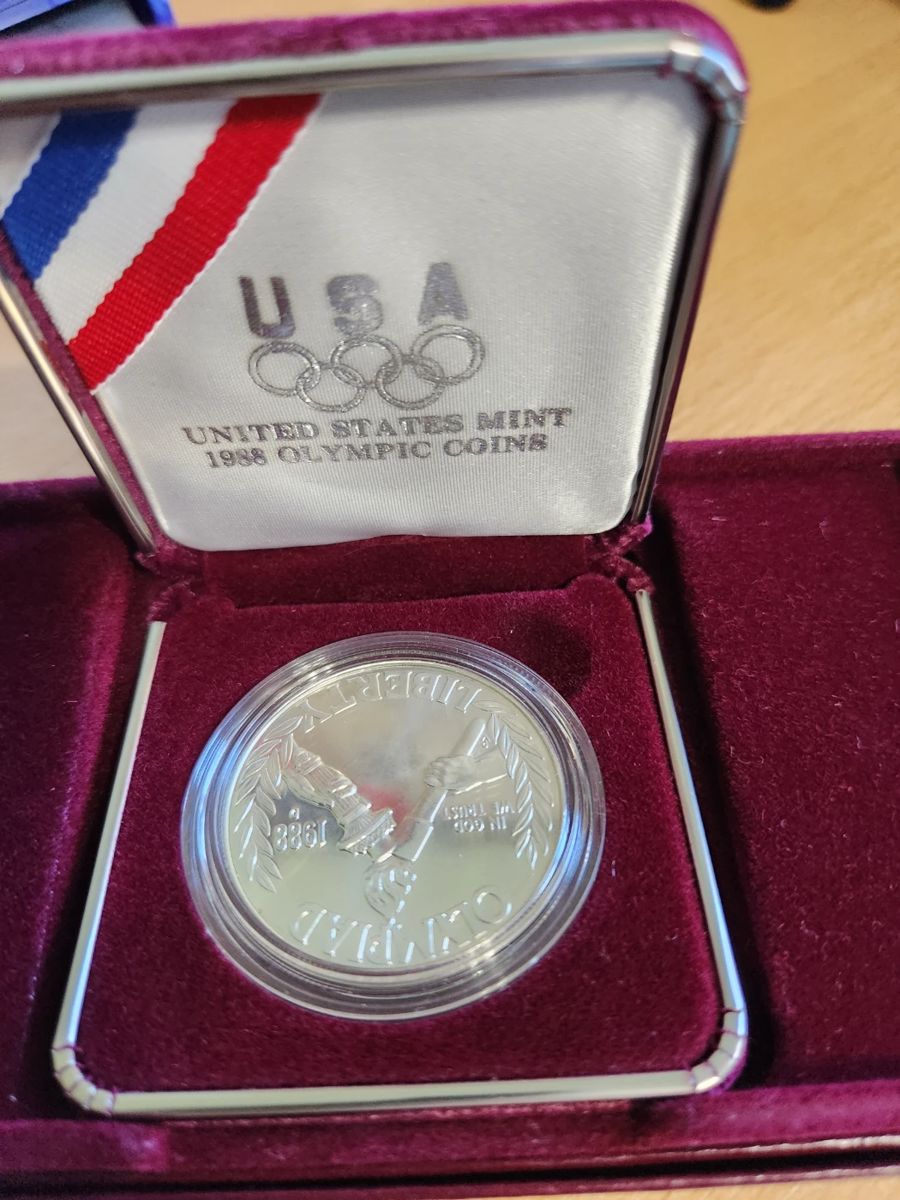 USA
UNITED STATES MINT
1988 OLYMPIC COINS
OLYMPIAD
IN GOD
WE TRUST
1988
D
LIBERTY